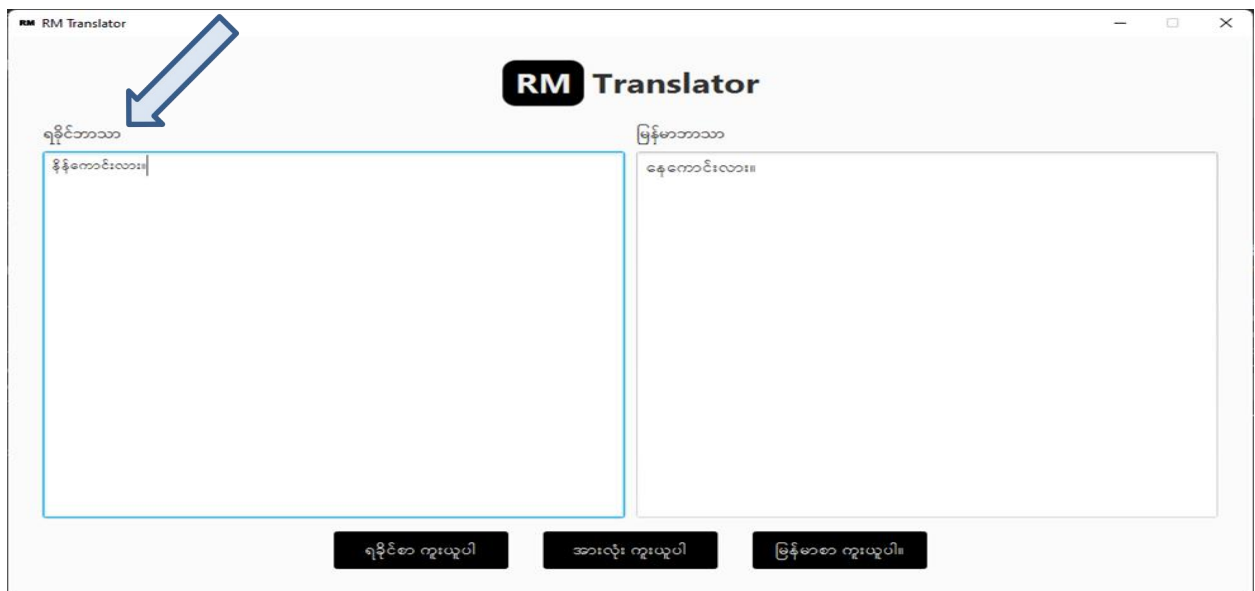 RM RM Translator
RM Translator
ရခိုင်ဘာသာ
မြန်မာဘာသာ
နိန်ကောင်းလား။
နေကောင်းလား။
ရခိုင်စာ ကူးယူပါ
အားလုံး ကူးယူပါ
မြန်မာစာ ကူးယူပါ။